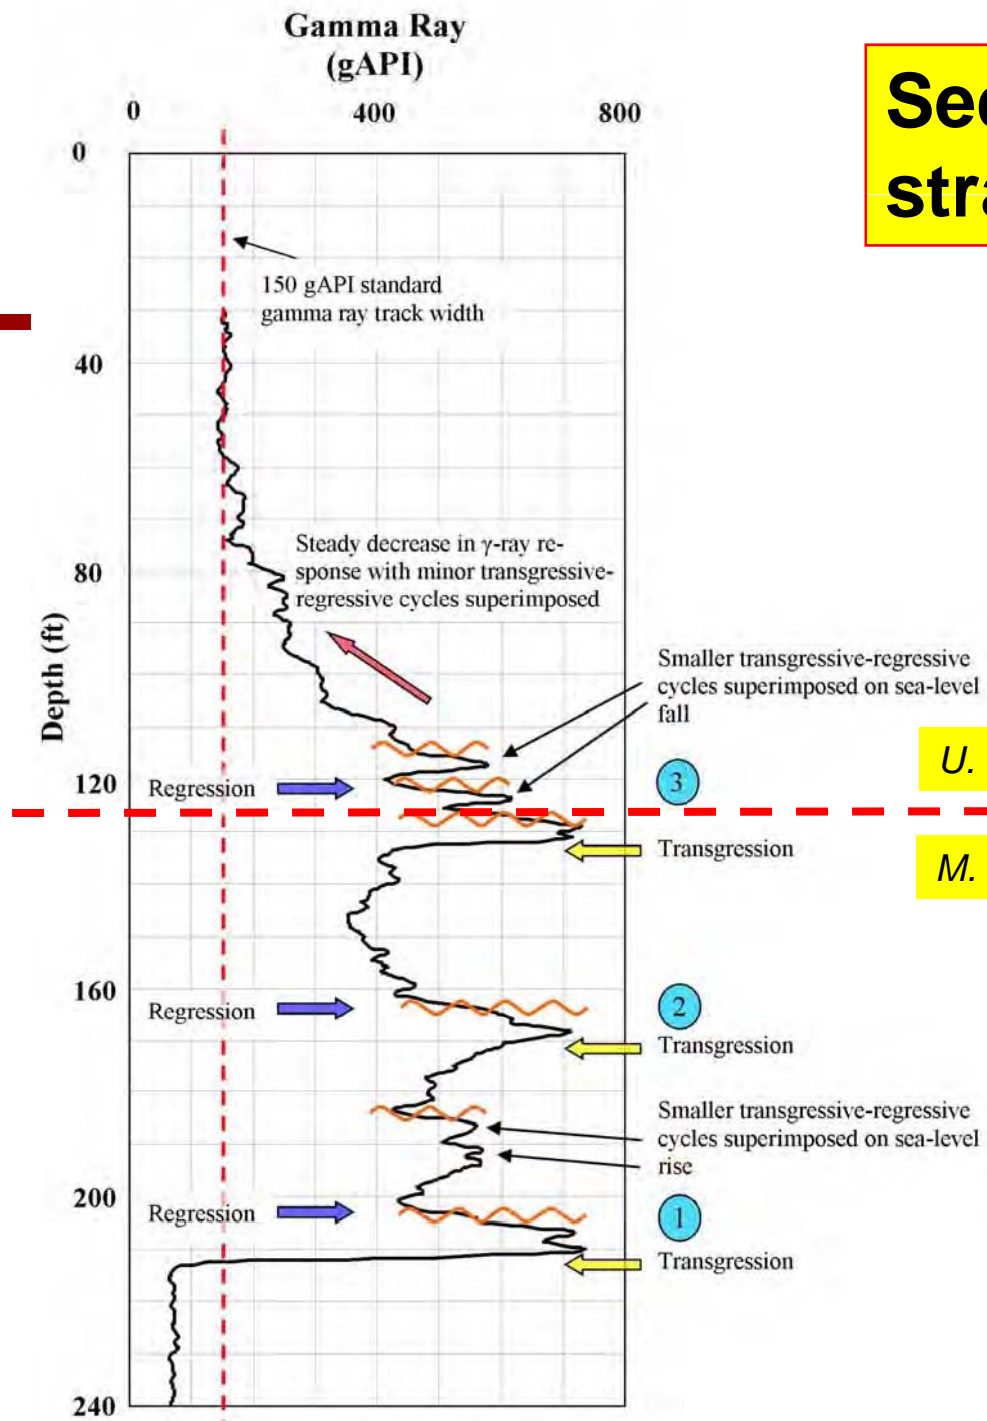 Gamma Ray
(gAPI)
0
400
800
0
150 gAPI standard
gamma ray track width
40
Steady decrease in γ-ray re-
sponse with minor transgressive-
regressive cycles superimposed
80
Depth (ft)
Smaller transgressive-regressive
cycles superimposed on sea-level
fall
U.
120
Regression
3
Transgression
M.
160
Regression
2
Transgression
Smaller transgressive-regressive
cycles superimposed on sea-level
rise
200
Regression
1
Transgression
240